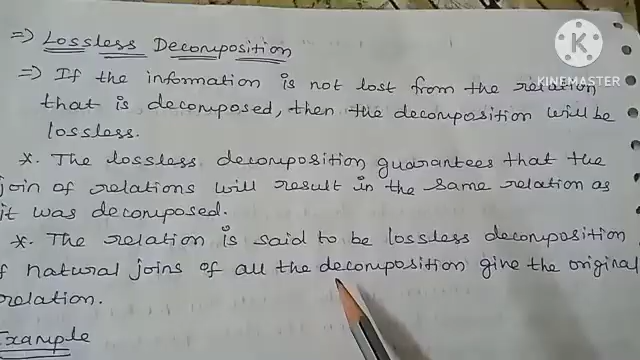 => Lossless Decomposition
=> If the information is not lost from the relation
that is decomposed, then the decomposition will be
lossless.
*. The lossless decomposition guarantees that the
join of relations will result in the same relation as
it was decomposed.
*. The relation is said to be lossless decomposition
if natural joins of all the decomposition give the original
relation.
Example
K
KINEMASTER